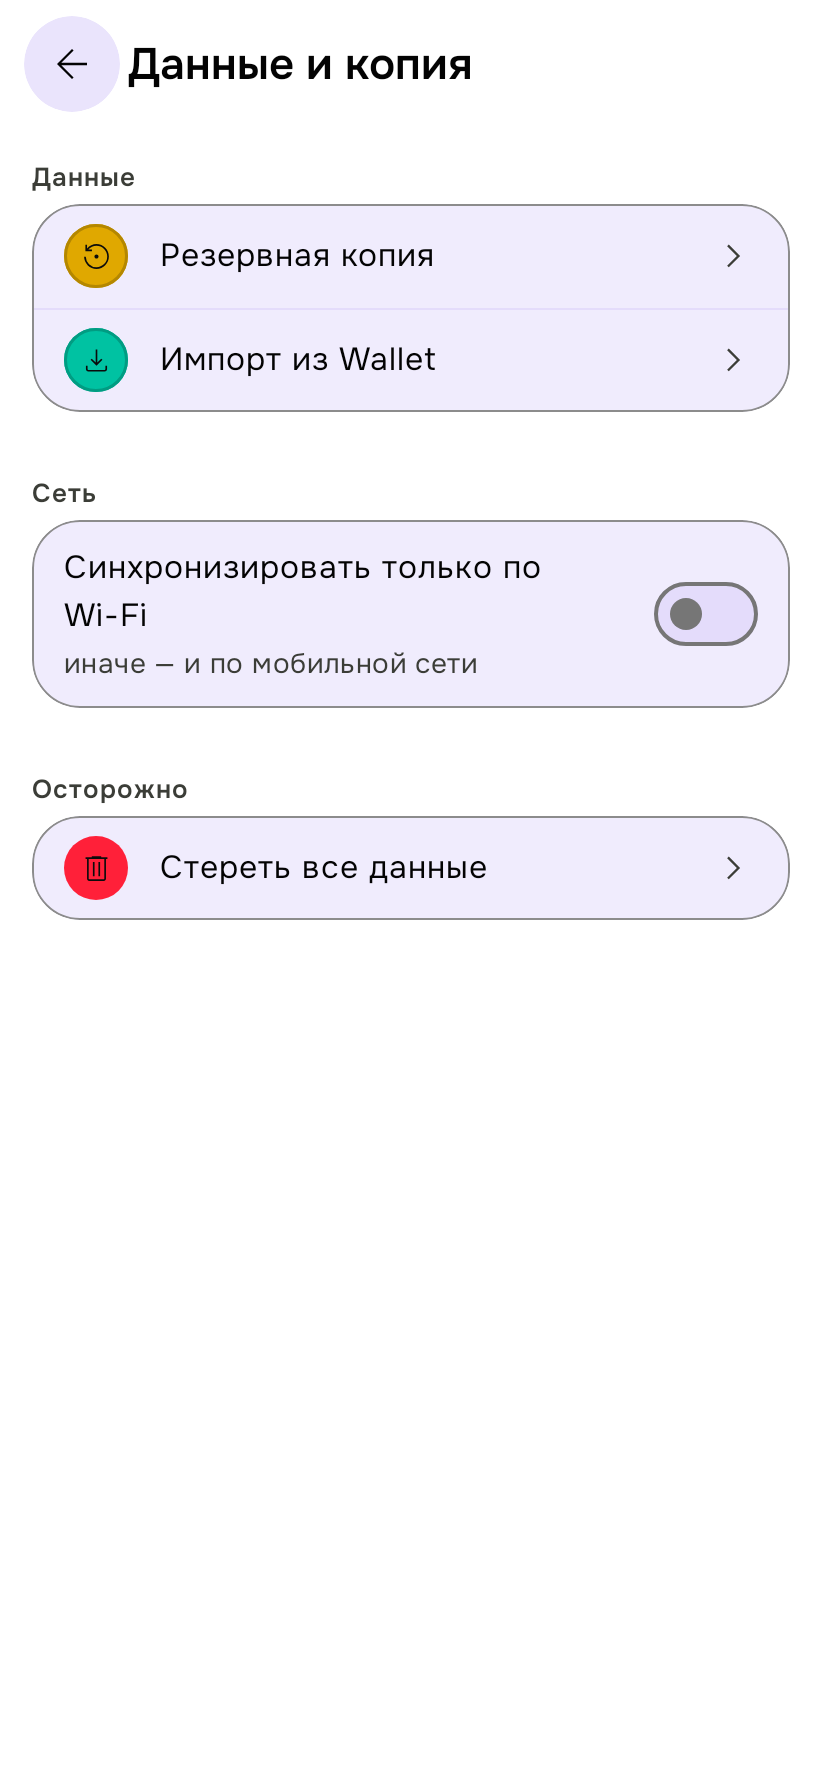 Данные и копия
Данные
Резервная копия
Импорт из Wallet
Сеть
Синхронизировать только по
Wi-Fi
иначе — и по мобильной сети
Осторожно
Стереть все данные